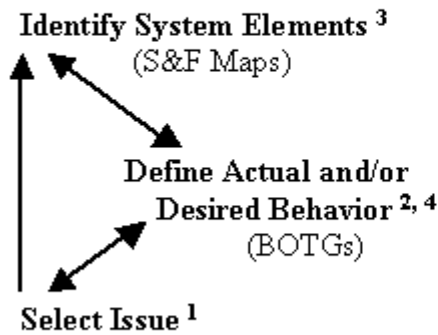 Identify System Elements 3
(S&F Maps)
Define Actual and/or
Desired Behavior 2, 4
(BOTGs)
Select Issue 1